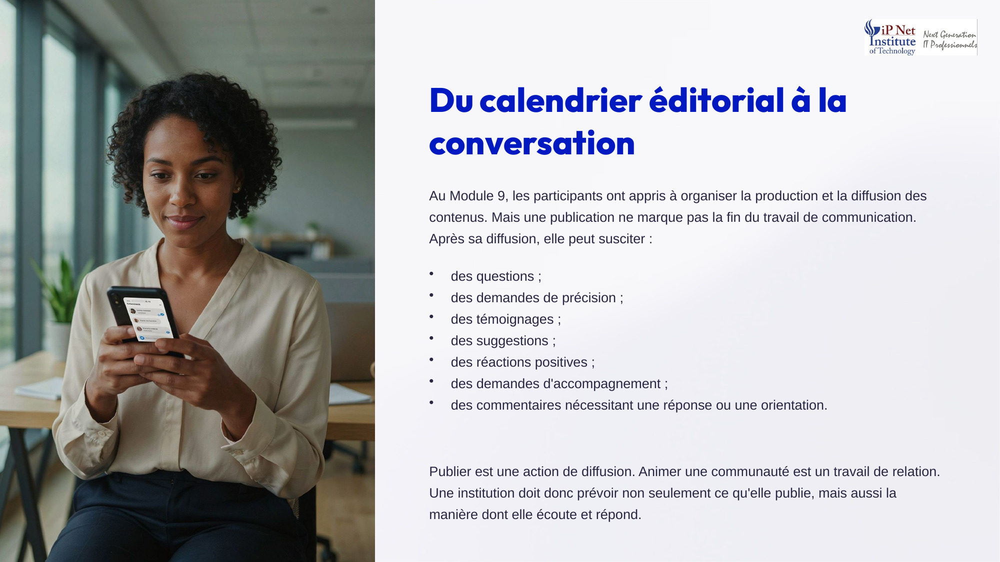 iP Net
Institute
of Technology
Next Generation
IT Professionnels
Du calendrier éditorial à la
conversation
Au Module 9, les participants ont appris à organiser la production et la diffusion des
contenus. Mais une publication ne marque pas la fin du travail de communication.
Après sa diffusion, elle peut susciter :
• des questions ;
• des demandes de précision ;
• des témoignages ;
• des suggestions ;
• des réactions positives ;
• des demandes d'accompagnement ;
• des commentaires nécessitant une réponse ou une orientation.
Publier est une action de diffusion. Animer une communauté est un travail de relation.
Une institution doit donc prévoir non seulement ce qu'elle publie, mais aussi la
manière dont elle écoute et répond.